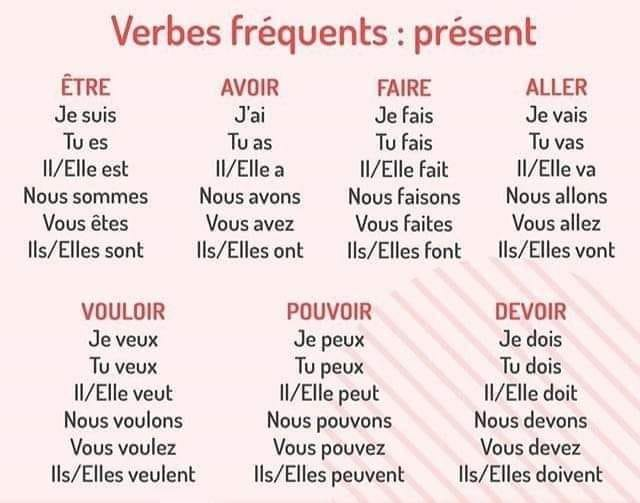 Verbes fréquents : présent
ÊTRE
Je suis
Tu es
Il/Elle est
Nous sommes
Vous êtes
Ils/Elles sont
AVOIR
J'ai
Tu as
Il/Elle a
Nous avons
Vous avez
Ils/Elles ont
FAIRE
Je fais
Tu fais
Il/Elle fait
Nous faisons
Vous faites
Ils/Elles font
ALLER
Je vais
Tu vas
Il/Elle va
Nous allons
Vous allez
Ils/Elles vont
VOULOIR
Je veux
Tu veux
Il/Elle veut
Nous voulons
Vous voulez
Ils/Elles veulent
POUVOIR
Je peux
Tu peux
Il/Elle peut
Nous pouvons
Vous pouvez
Ils/Elles peuvent
DEVOIR
Je dois
Tu dois
Il/Elle doit
Nous devons
Vous devez
Ils/Elles doivent